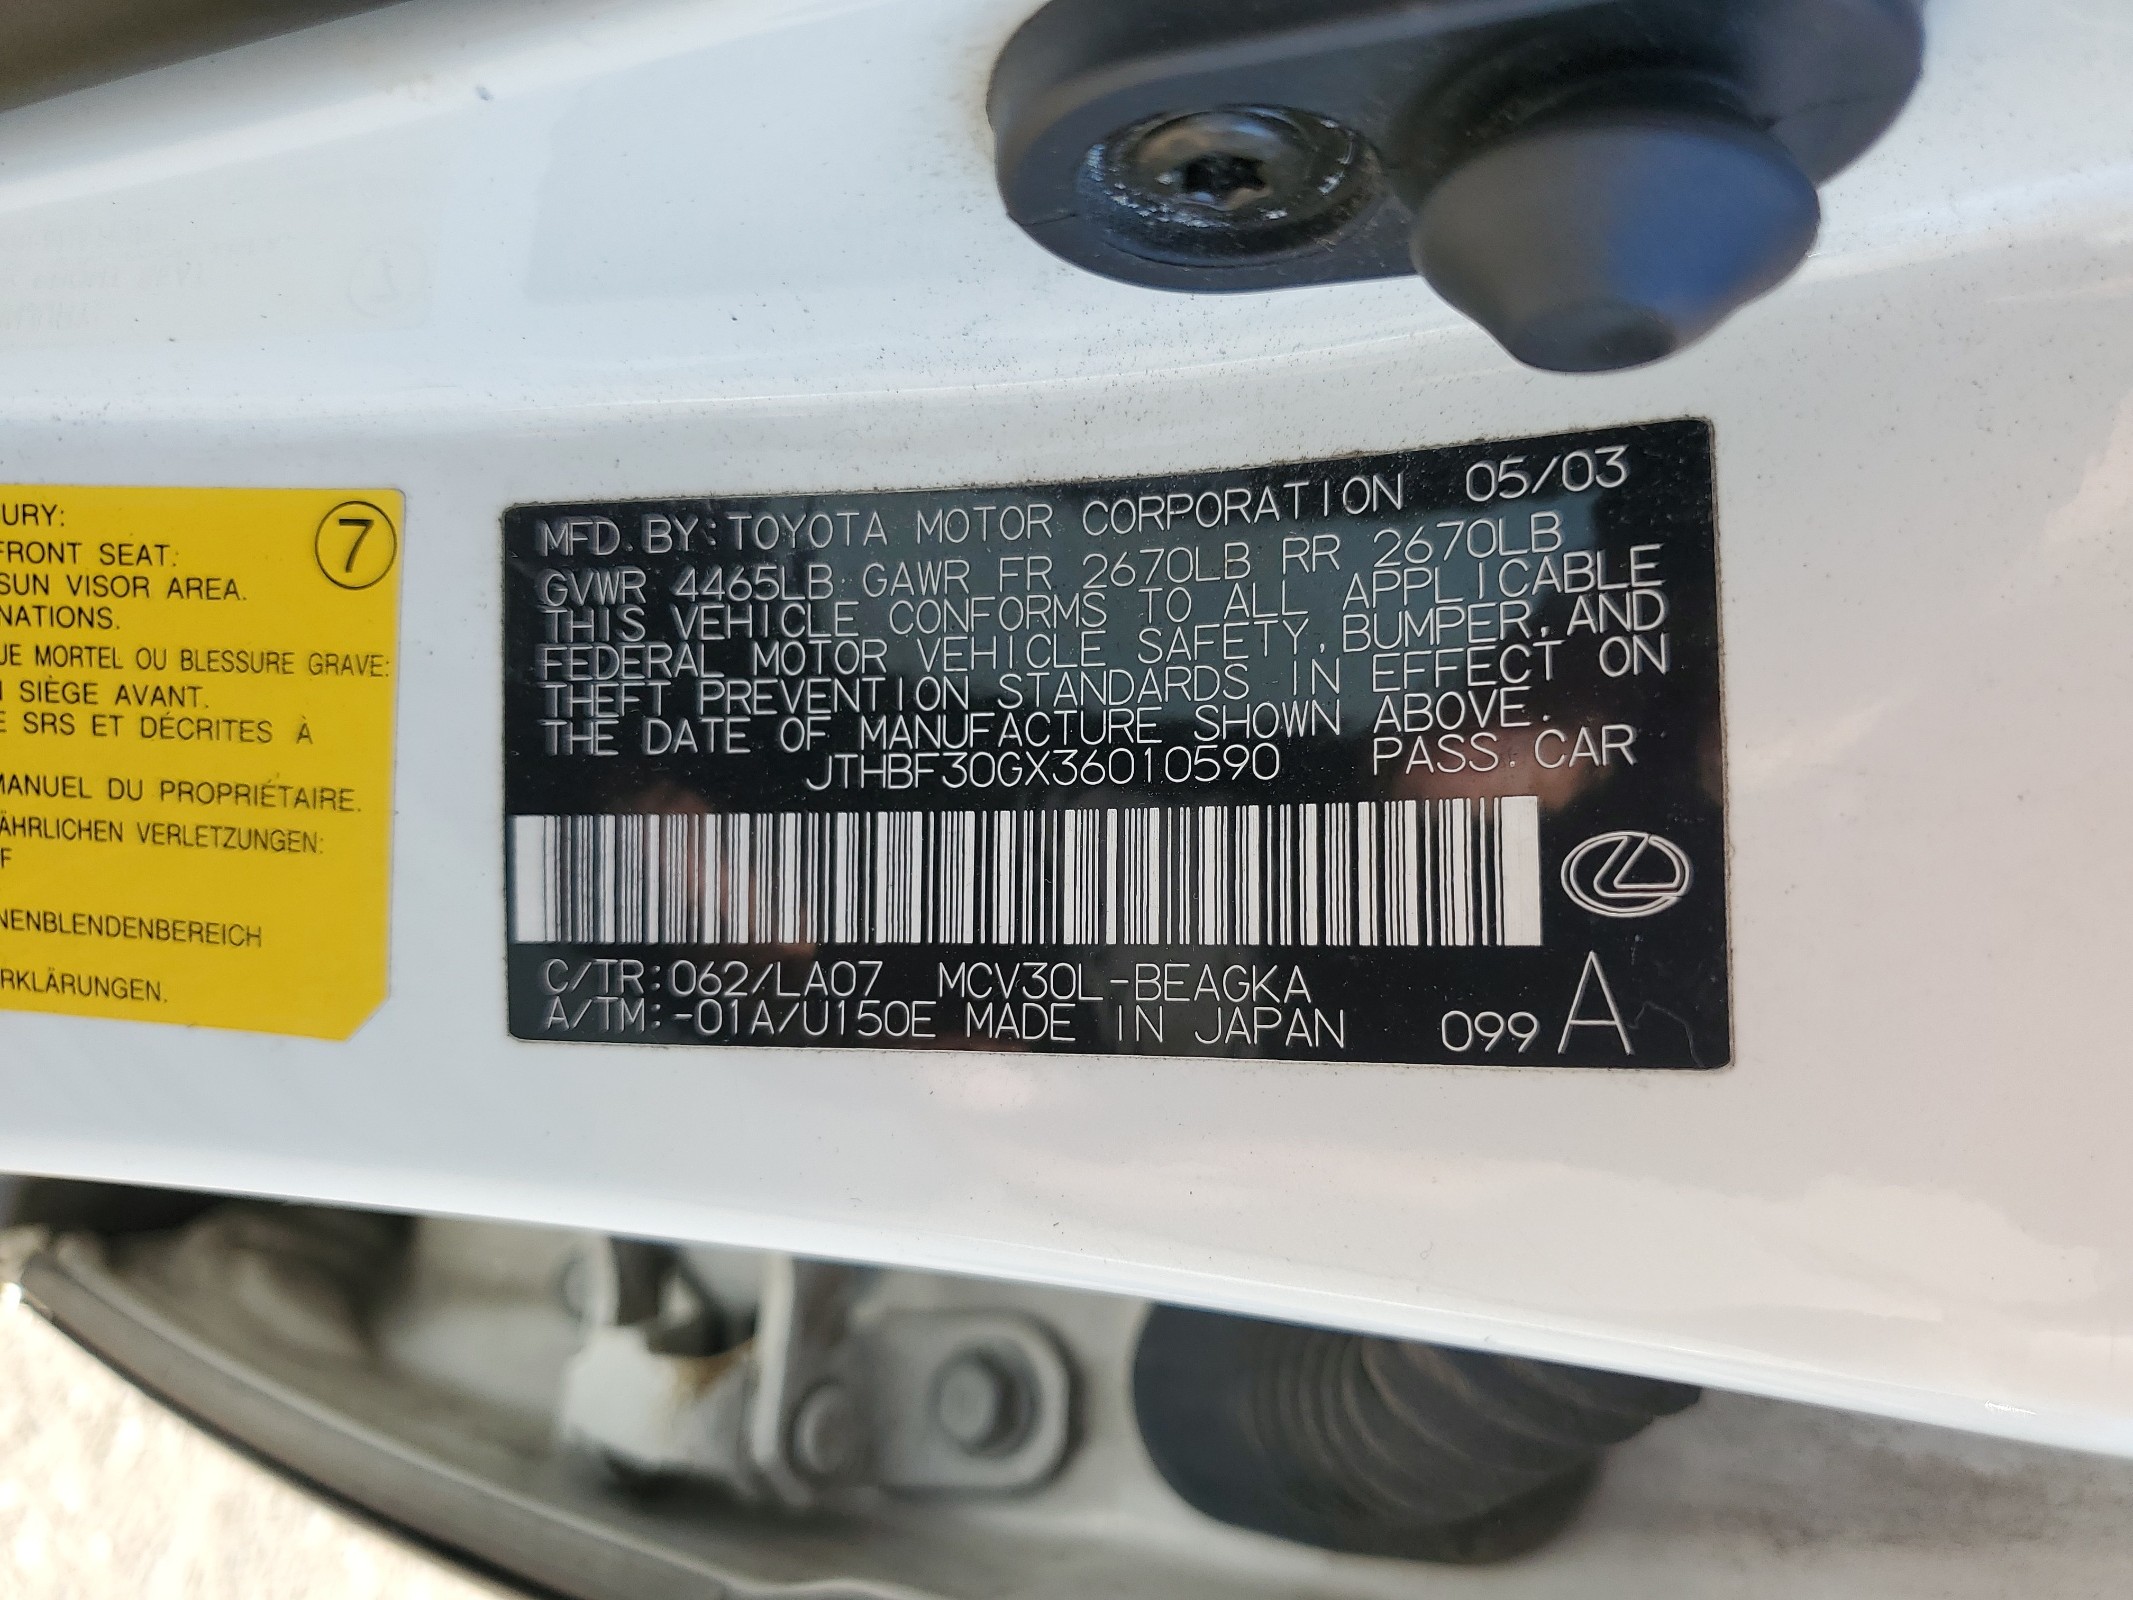 URY:
FRONT SEAT:
SUN VISOR AREA.
NATIONS.
UE MORTEL OU BLESSURE GRAVE:
SIÈGE AVANT.
E SRS ET DÉCRITES À
MANUEL DU PROPRIÉTAIRE.
ÄHRLICHEN VERLETZUNGEN:
F
NENBLENDENBEREICH
RKLÄRUNGEN.
7
MFD. BY: TOYOTA MOTOR CORPORATION 05/03
GVWR 4465LB GAWR FR 2670LB RR 2670LB
THIS VEHICLE CONFORMS TO ALL APPLICABLE
FEDERAL MOTOR VEHICLE SAFETY, BUMPER, AND
THEFT PREVENTION STANDARDS IN EFFECT ON
THE DATE OF MANUFACTURE SHOWN ABOVE.
JTHBF30GX36010590 PASS. CAR
C/TR: 062/LA07 MCV30L-BEAGKA
A/TM: -01A/U150E MADE IN JAPAN 099 A